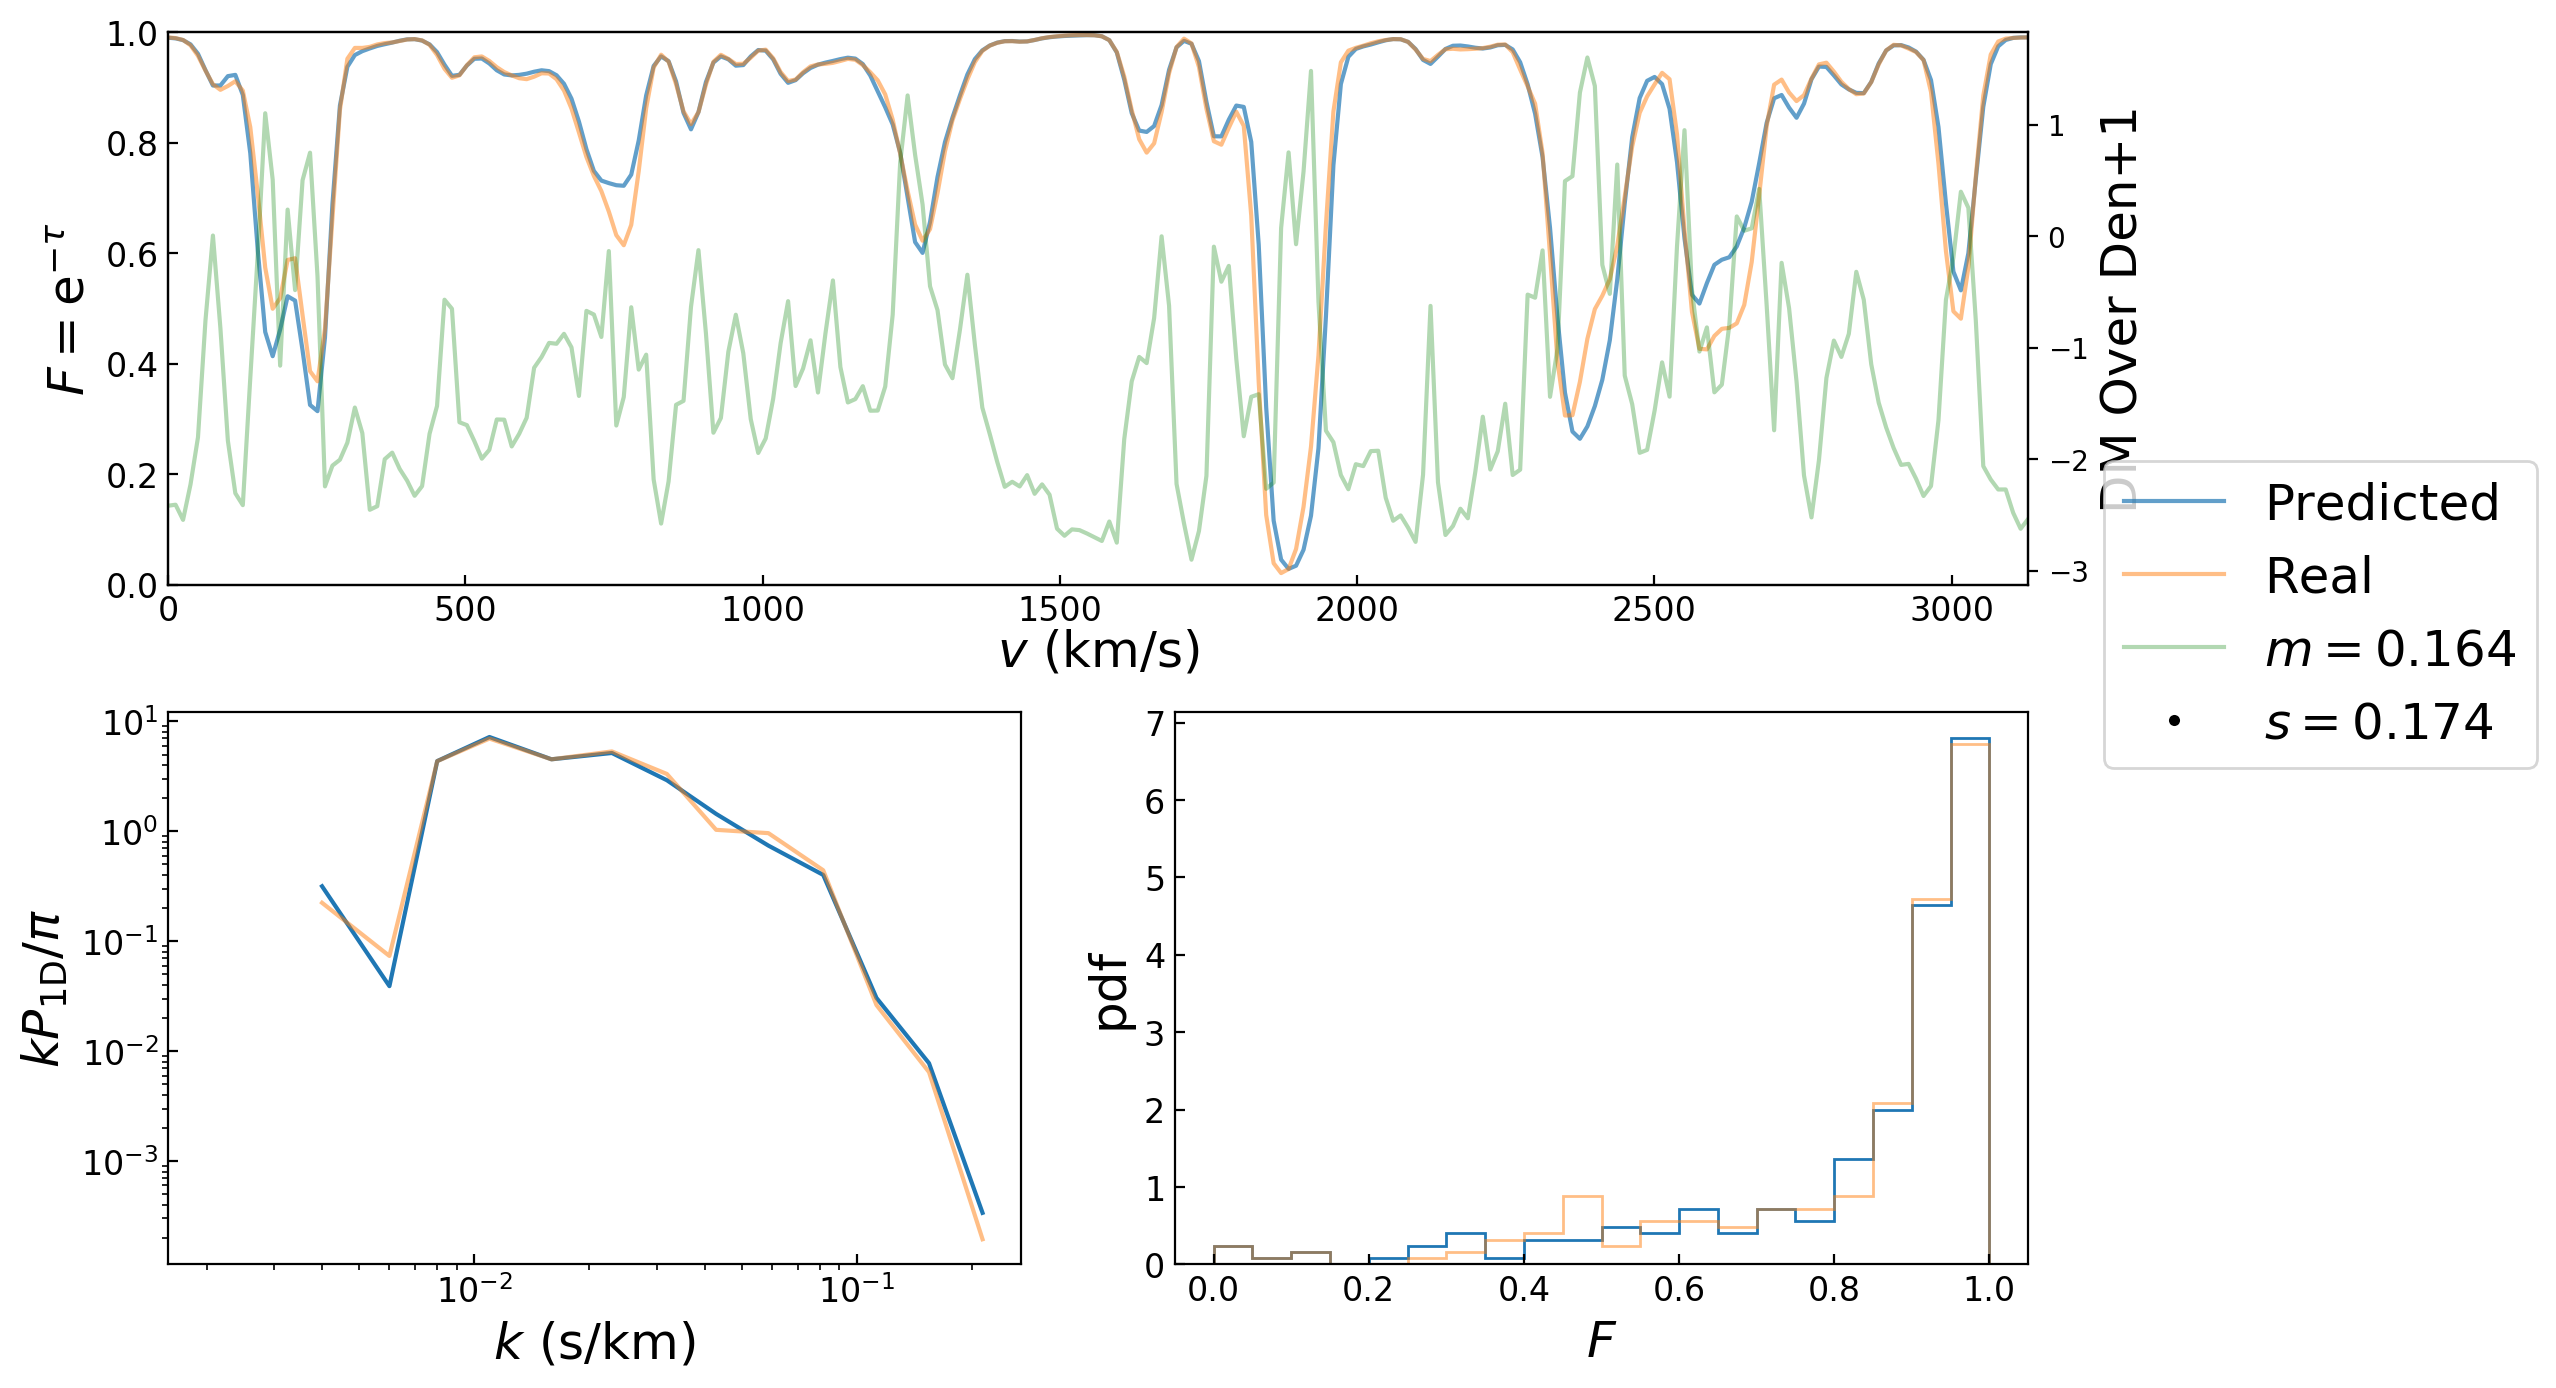 1.0
0.8
0.6
0.4
0.2
0.0
F = e^{−τ}
0 500 1000 1500 2000 2500 3000
v (km/s)
1
0
−1
−2
−3
DM Over Den+1
Predicted
Real
m = 0.164
s = 0.174
10^1
10^0
10^{−1}
10^{−2}
10^{−3}
kP_{1D}/π
10^{−2} 10^{−1}
k (s/km)
7
6
5
4
3
2
1
0
pdf
0.0 0.2 0.4 0.6 0.8 1.0
F